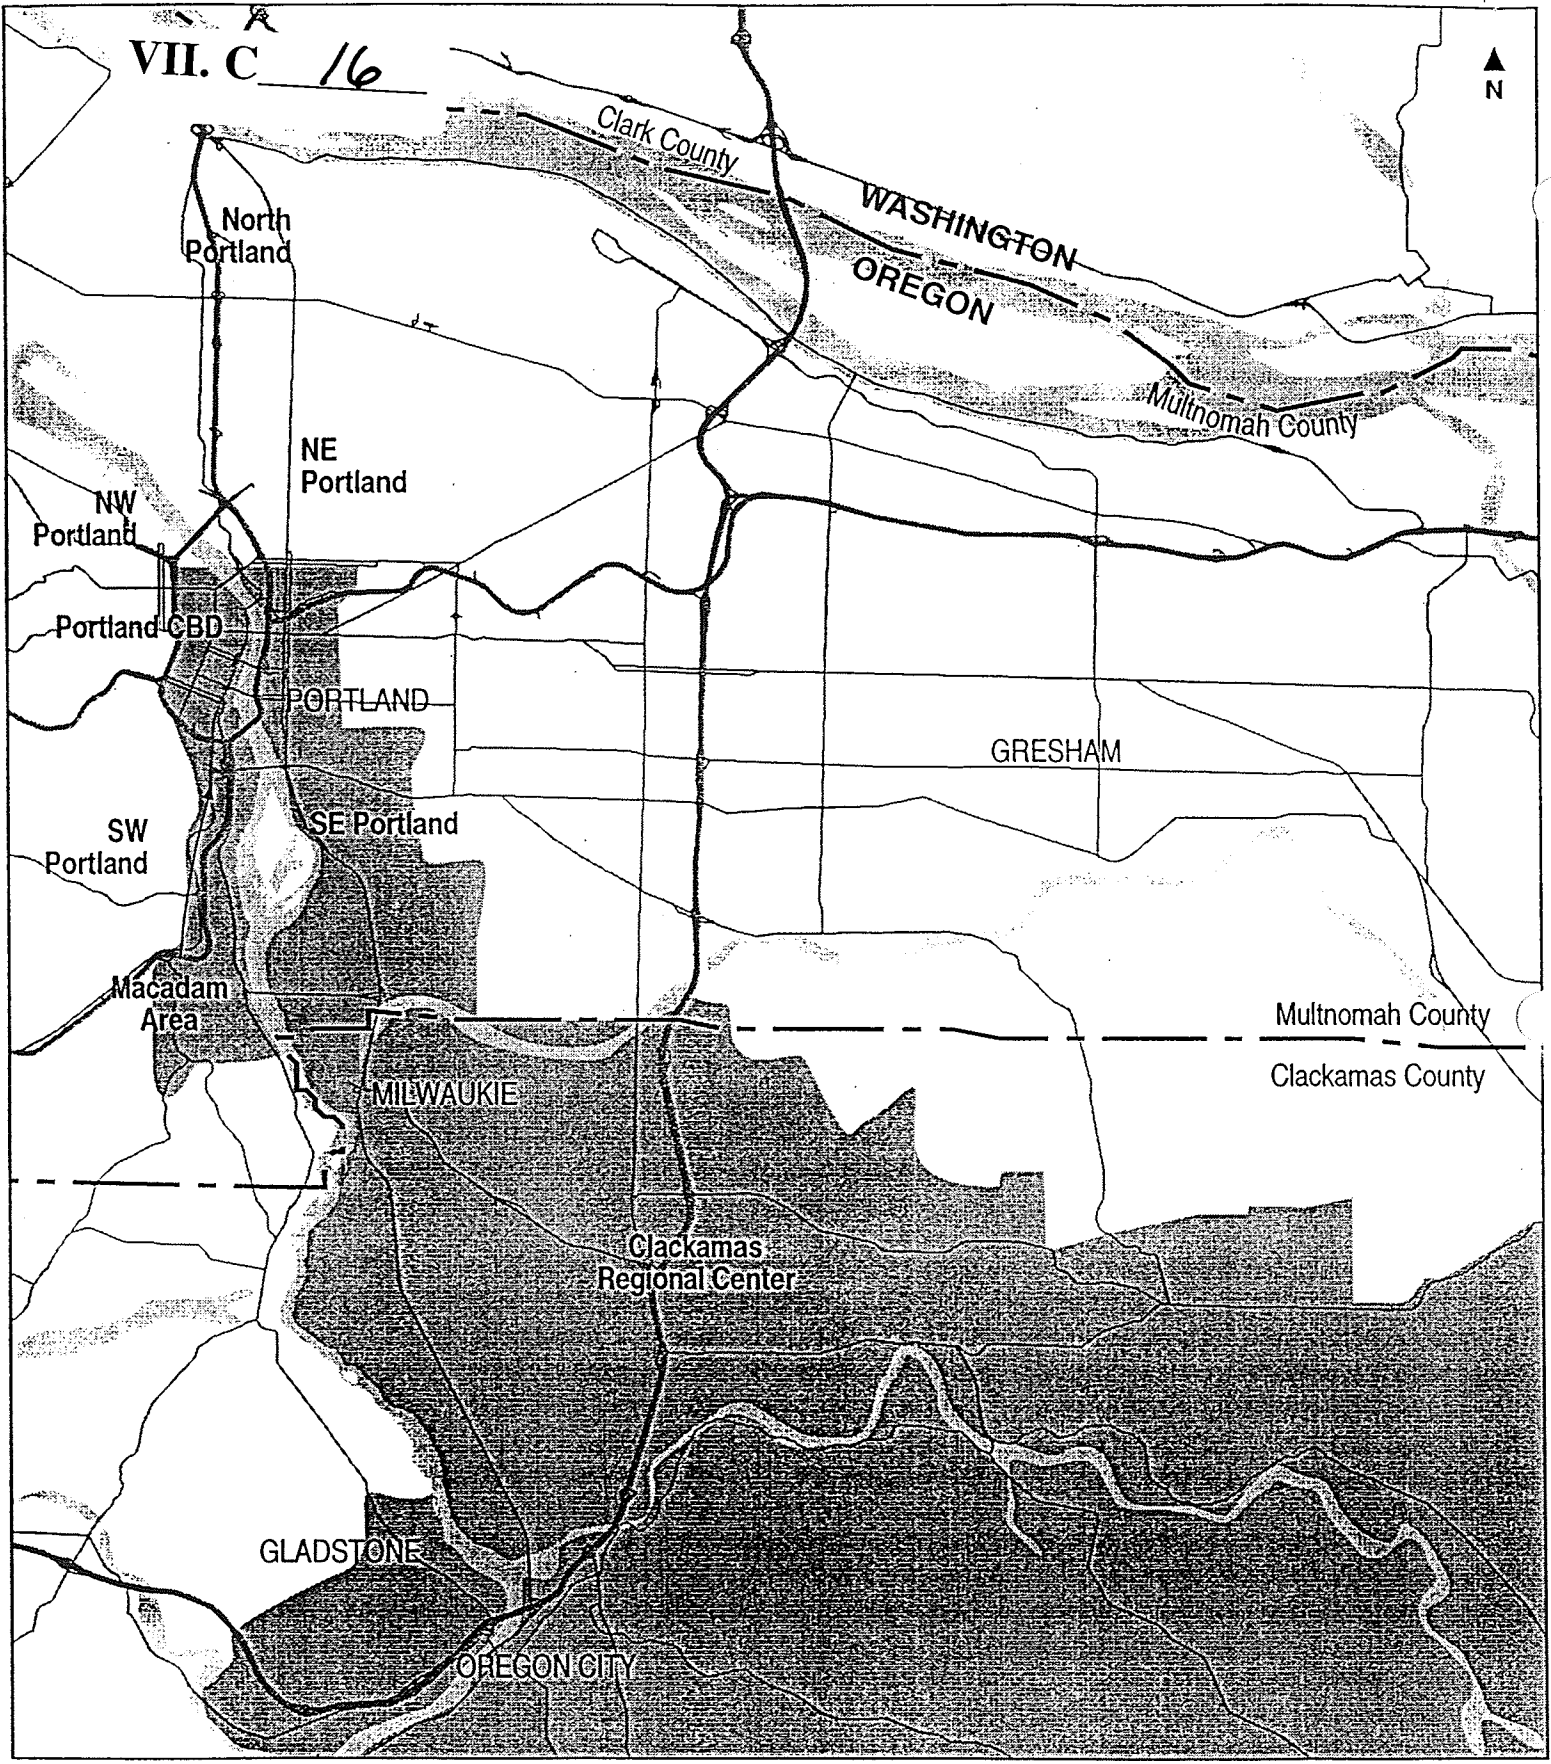 VII. C 16
N
Clark County
WASHINGTON
OREGON
North
Portland
Multnomah County
NE
Portland
NW
Portland
Portland CBD
PORTLAND
GRESHAM
SW
Portland
SE Portland
Macadam
Area
Multnomah County
Clackamas County
MILWAUKIE
Clackamas
Regional Center
GLADSTONE
OREGON CITY